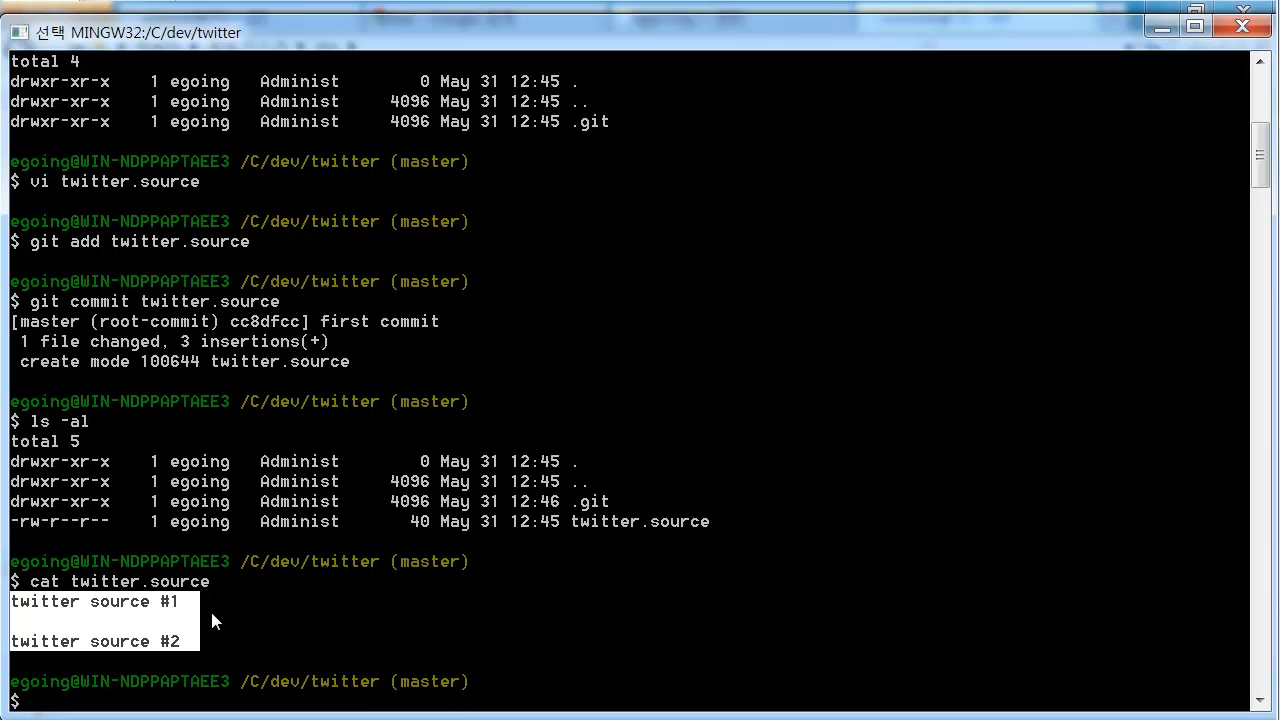 선택 MINGW32:/C/dev/twitter
total 4
drwxr-xr-x    1 egoing   Administ        0 May 31 12:45 .
drwxr-xr-x    1 egoing   Administ     4096 May 31 12:45 ..
drwxr-xr-x    1 egoing   Administ     4096 May 31 12:45 .git
egoing@WIN-NDPPAPTAEE3 /C/dev/twitter (master)
$ vi twitter.source
egoing@WIN-NDPPAPTAEE3 /C/dev/twitter (master)
$ git add twitter.source
egoing@WIN-NDPPAPTAEE3 /C/dev/twitter (master)
$ git commit twitter.source
[master (root-commit) cc8dfcc] first commit
 1 file changed, 3 insertions(+)
 create mode 100644 twitter.source
egoing@WIN-NDPPAPTAEE3 /C/dev/twitter (master)
$ ls -al
total 5
drwxr-xr-x    1 egoing   Administ        0 May 31 12:45 .
drwxr-xr-x    1 egoing   Administ     4096 May 31 12:45 ..
drwxr-xr-x    1 egoing   Administ     4096 May 31 12:46 .git
-rw-r--r--    1 egoing   Administ       40 May 31 12:45 twitter.source
egoing@WIN-NDPPAPTAEE3 /C/dev/twitter (master)
$ cat twitter.source
twitter source #1
twitter source #2
egoing@WIN-NDPPAPTAEE3 /C/dev/twitter (master)
$